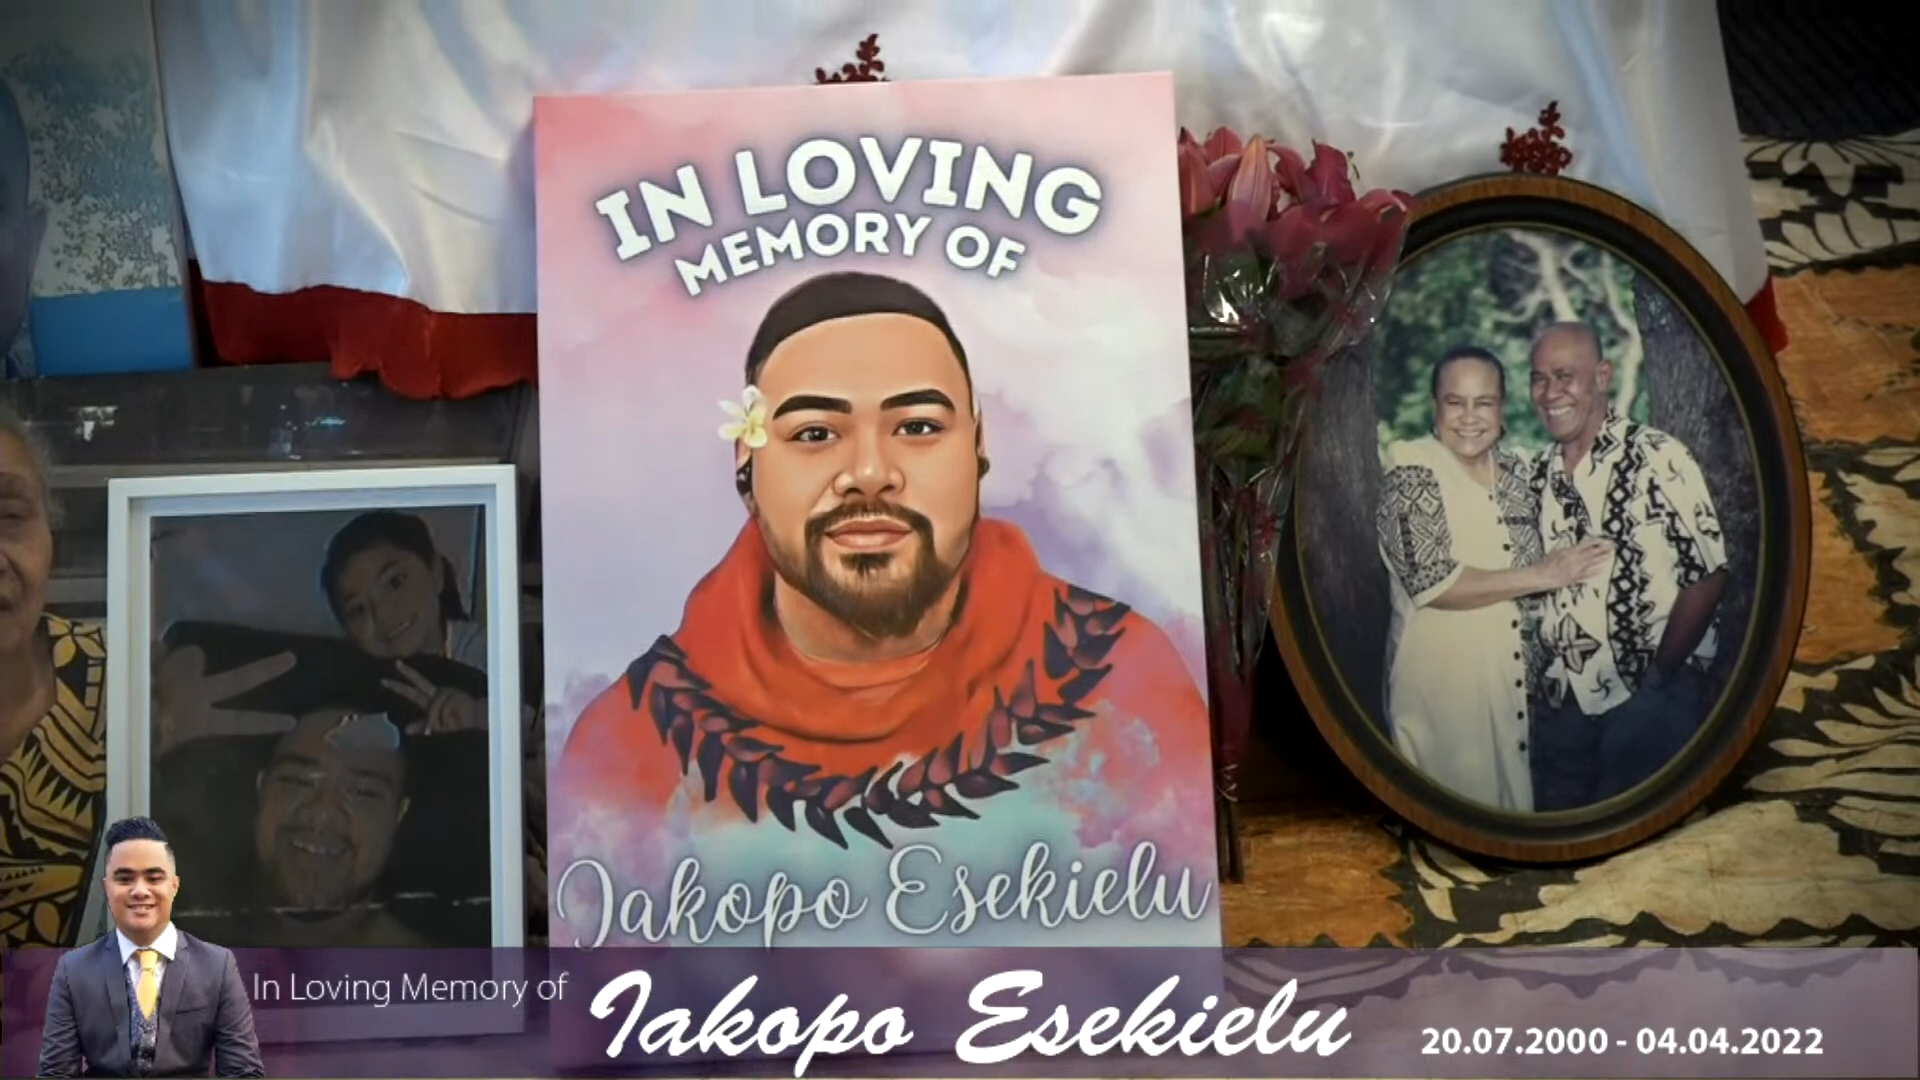 IN LOVING
MEMORY OF
Iakopo Esekielu
In Loving Memory of Iakopo Esekielu 20.07.2000 - 04.04.2022